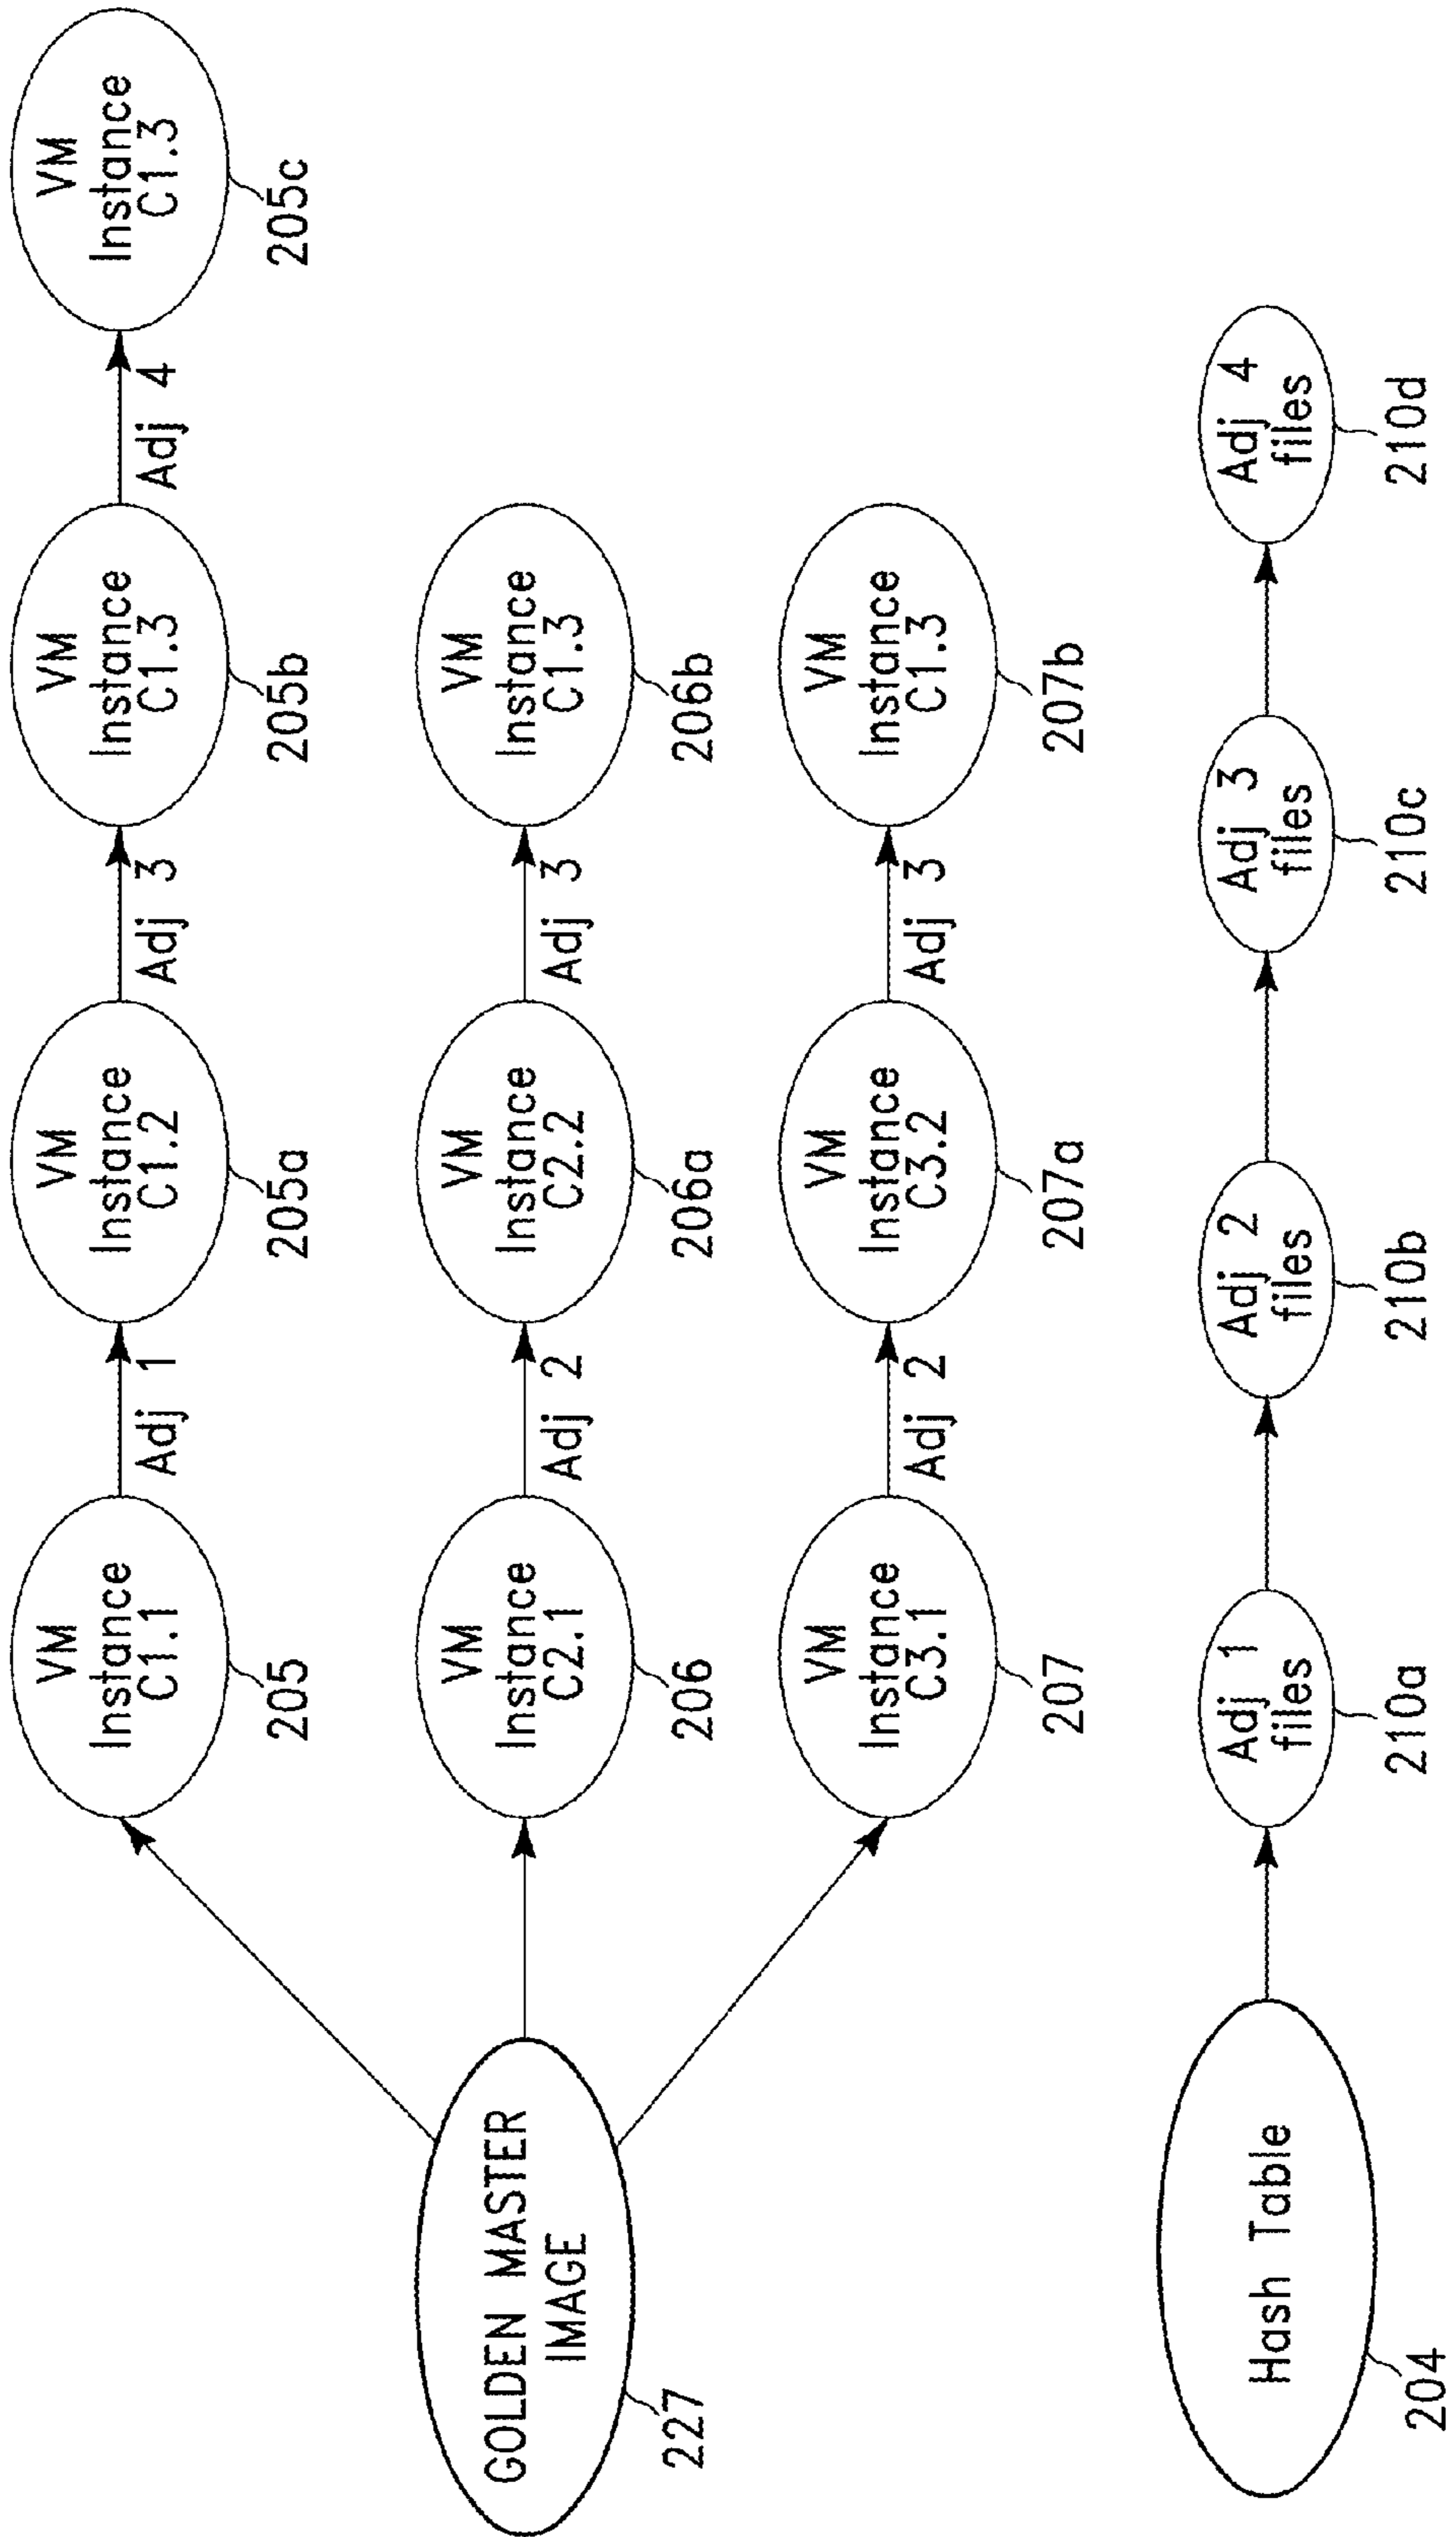 VM
Instance
C1.1
205
Adj 1
VM
Instance
C1.2
205a
Adj 3
VM
Instance
C1.3
205b
Adj 4
VM
Instance
C1.3
205c
GOLDEN MASTER
IMAGE
227
VM
Instance
C2.1
206
Adj 2
VM
Instance
C2.2
206a
Adj 3
VM
Instance
C1.3
206b
VM
Instance
C3.1
207
Adj 2
VM
Instance
C3.2
207a
Adj 3
VM
Instance
C1.3
207b
Hash Table
204
Adj 1
files
210a
Adj 2
files
210b
Adj 3
files
210c
Adj 4
files
210d